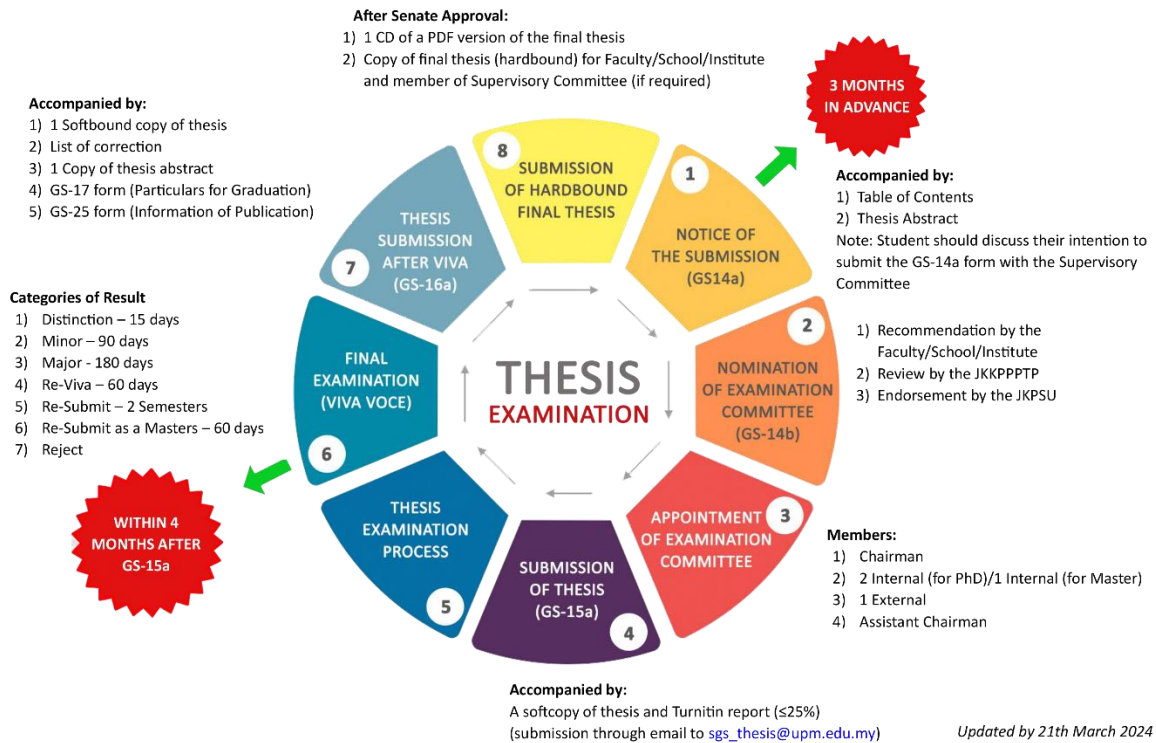 After Senate Approval:
1) 1 CD of a PDF version of the final thesis
2) Copy of final thesis (hardbound) for Faculty/School/Institute
and member of Supervisory Committee (if required)
3 MONTHS
IN ADVANCE
Accompanied by:
1) 1 Softbound copy of thesis
2) List of correction
3) 1 Copy of thesis abstract
4) GS-17 form (Particulars for Graduation)
5) GS-25 form (Information of Publication)
8
SUBMISSION
OF HARDBOUND
FINAL THESIS
1
NOTICE OF
THE SUBMISSION
(GS14a)
Accompanied by:
1) Table of Contents
2) Thesis Abstract
Note: Student should discuss their intention to
submit the GS-14a form with the Supervisory
Committee
THESIS
SUBMISSION
AFTER VIVA
(GS-16a)
7
Categories of Result
1) Distinction – 15 days
2) Minor – 90 days
3) Major - 180 days
4) Re-Viva – 60 days
5) Re-Submit – 2 Semesters
6) Re-Submit as a Masters – 60 days
7) Reject
FINAL
EXAMINATION
(VIVA VOCE)
6
THESIS
EXAMINATION
2
NOMINATION
OF EXAMINATION
COMMITTEE
(GS-14b)
1) Recommendation by the
Faculty/School/Institute
2) Review by the JKKPPPTP
3) Endorsement by the JKPSU
WITHIN 4
MONTHS AFTER
GS-15a
THESIS
EXAMINATION
PROCESS
5
SUBMISSION
OF THESIS
(GS-15a)
4
APPOINTMENT
OF EXAMINATION
COMMITTEE
3
Members:
1) Chairman
2) 2 Internal (for PhD)/1 Internal (for Master)
3) 1 External
4) Assistant Chairman
Accompanied by:
A softcopy of thesis and Turnitin report (≤25%)
(submission through email to sgs_thesis@upm.edu.my)
Updated by 21th March 2024